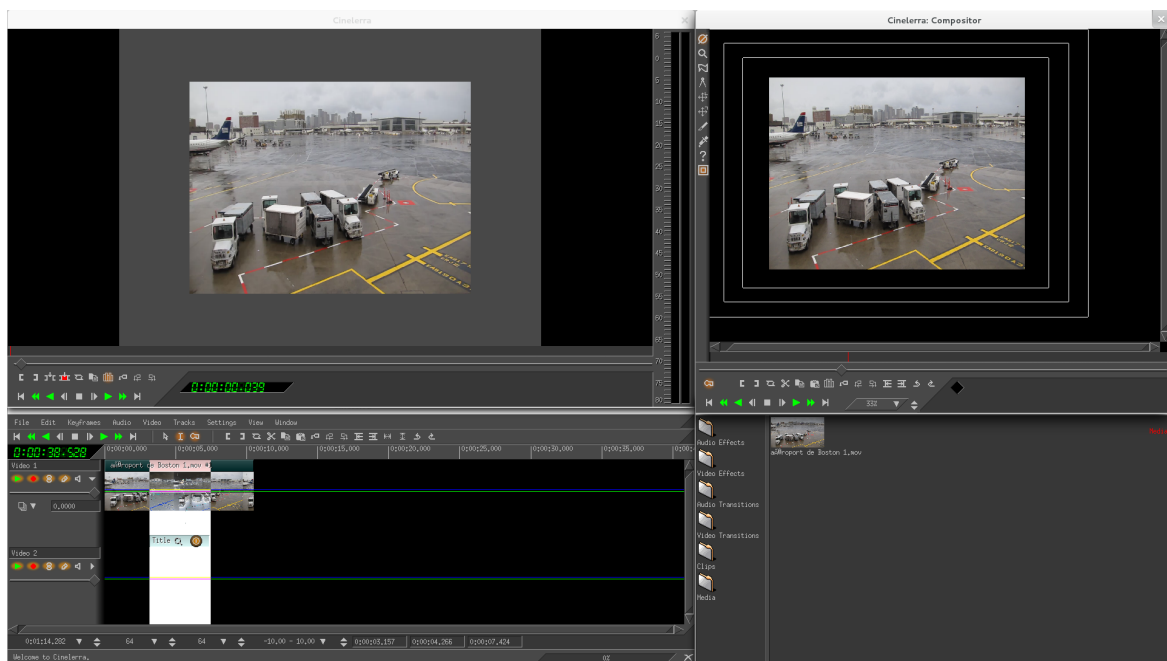 Cinelerra
Cinelerra: Compositor
0:00:00.039
33%
File Edit Keyframes Audio Video Tracks Settings View Window
0:00:38.528
0:00:00,000 0:00:05,000 0:00:10,000 0:00:15,000 0:00:20,000 0:00:25,000 0:00:30,000 0:00:35,000
Video 1
de Boston 1.mov
0.0000
Title
Video 2
0:01:14.282 64 64 -10.00 - 10.00 0:00:03.157 0:00:04.266 0:00:07.424
Welcome to Cinelerra. 0%
Audio Effects
Video Effects
Audio Transitions
Video Transitions
Clips
Media
de Boston 1.mov